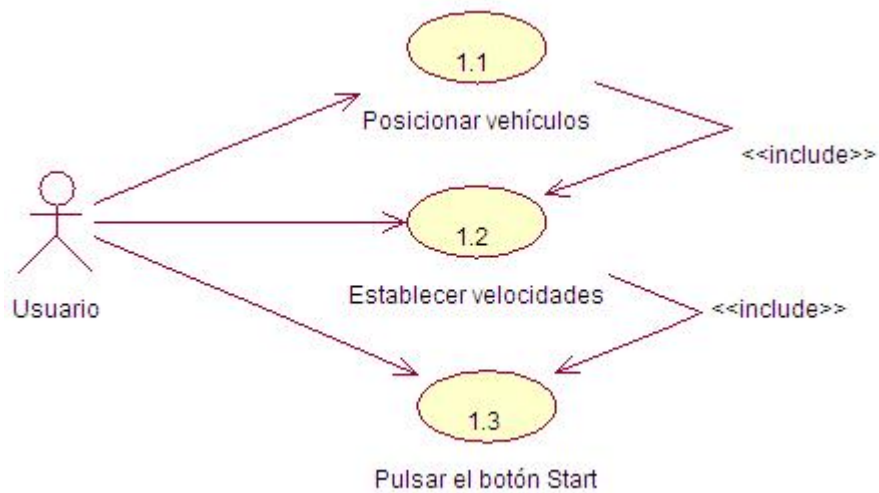 1.1
Posicionar vehículos
<<include>>
1.2
Usuario
Establecer velocidades
<<include>>
1.3
Pulsar el botón Start